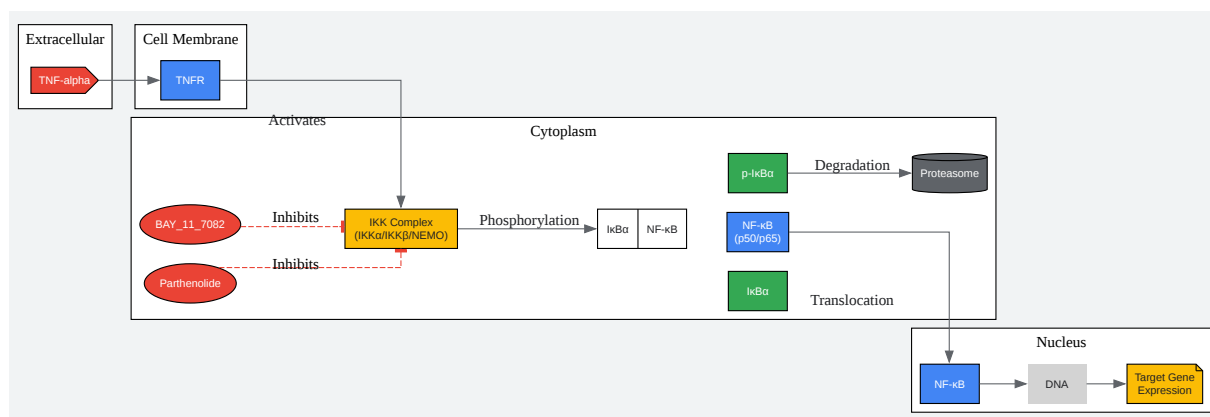 Extracellular
TNF-alpha
Cell Membrane
TNFR
Activates
Cytoplasm
BAY_11_7082
Inhibits
Parthenolide
Inhibits
IKK Complex
(IKKα/IKKβ/NEMO)
Phosphorylation
IκBα
NF-κB
p-IκBα
Degradation
Proteasome
NF-κB
(p50/p65)
IκBα
Translocation
Nucleus
NF-κB
DNA
Target Gene
Expression